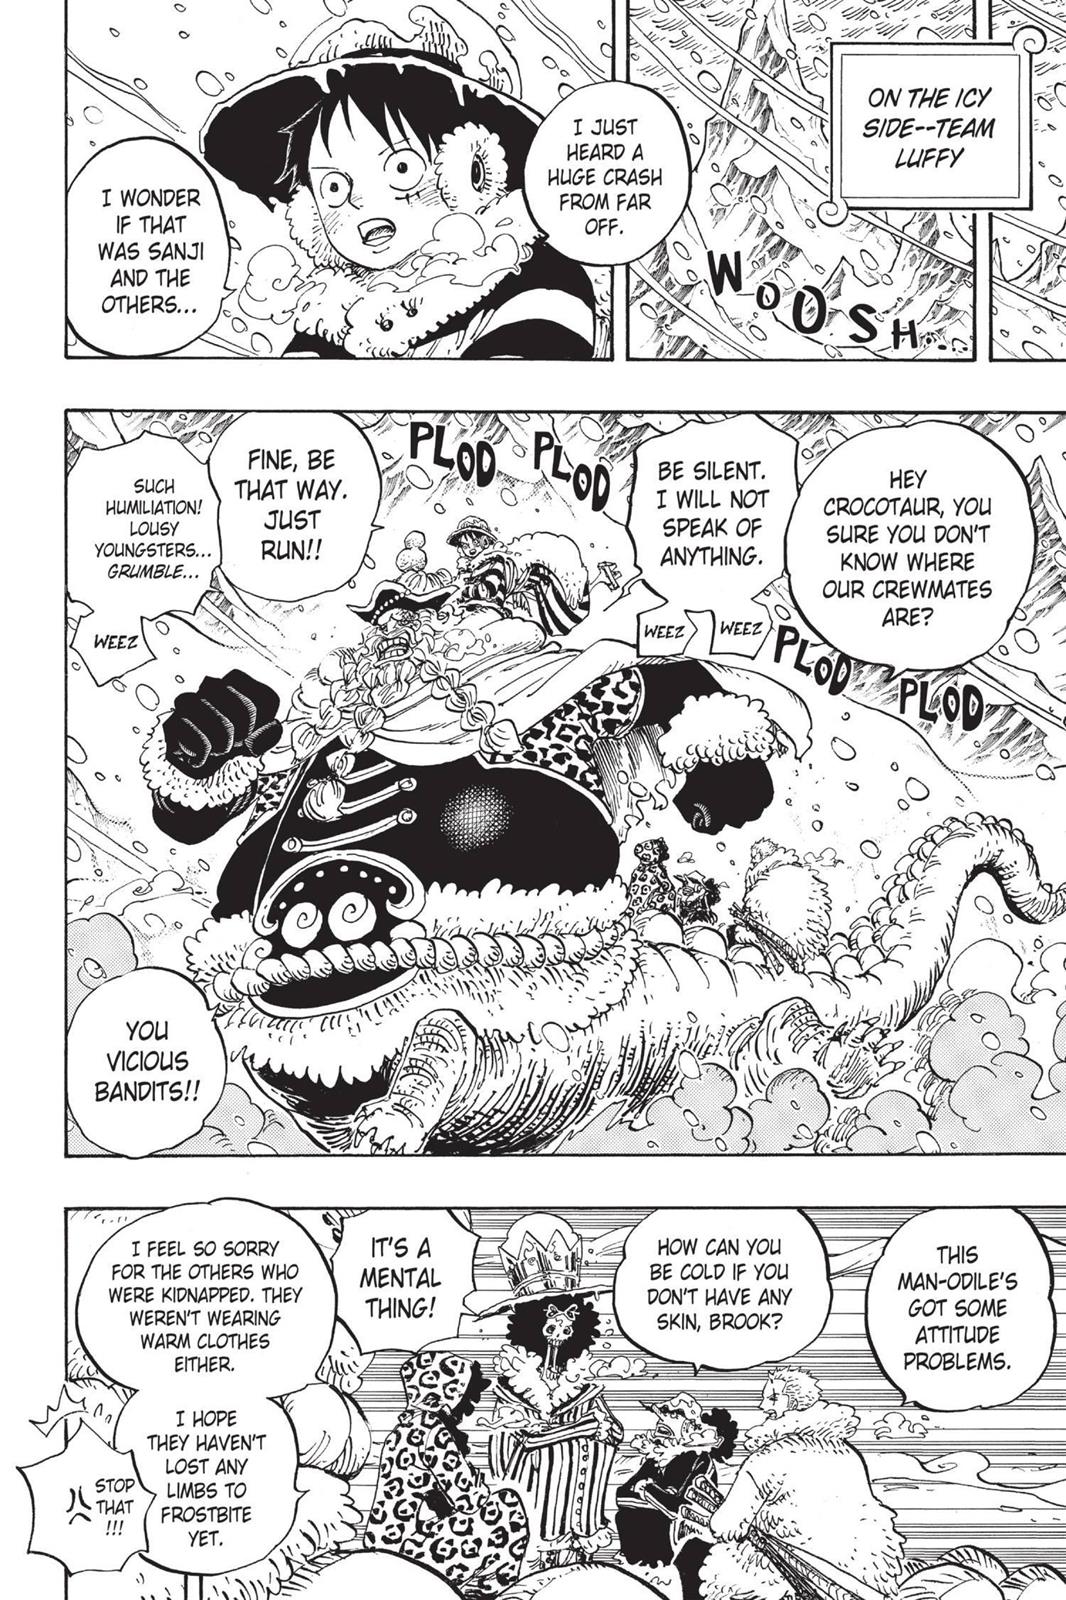 ON THE ICY
SIDE--TEAM
LUFFY
WOOSH...
I JUST
HEARD A
HUGE CRASH
FROM FAR
OFF.
I WONDER
IF THAT
WAS SANJI
AND THE
OTHERS...
HEY
CROCOTAUR, YOU
SURE YOU DON'T
KNOW WHERE
OUR CREWMATES
ARE?
BE SILENT.
I WILL NOT
SPEAK OF
ANYTHING.
WEEZ
WEEZ
PLOD
PLOD
PLOD
PLOD
FINE, BE
THAT WAY.
JUST
RUN!!
SUCH
HUMILIATION!
LOUSY
YOUNGSTERS...
GRUMBLE...
WEEZ
YOU
VICIOUS
BANDITS!!
THIS
MAN-ODILE'S
GOT SOME
ATTITUDE
PROBLEMS.
HOW CAN YOU
BE COLD IF YOU
DON'T HAVE ANY
SKIN, BROOK?
IT'S A
MENTAL
THING!
I FEEL SO SORRY
FOR THE OTHERS WHO
WERE KIDNAPPED. THEY
WEREN'T WEARING
WARM CLOTHES
EITHER.
I HOPE
THEY HAVEN'T
LOST ANY
LIMBS TO
FROSTBITE
YET.
STOP
THAT
!!!